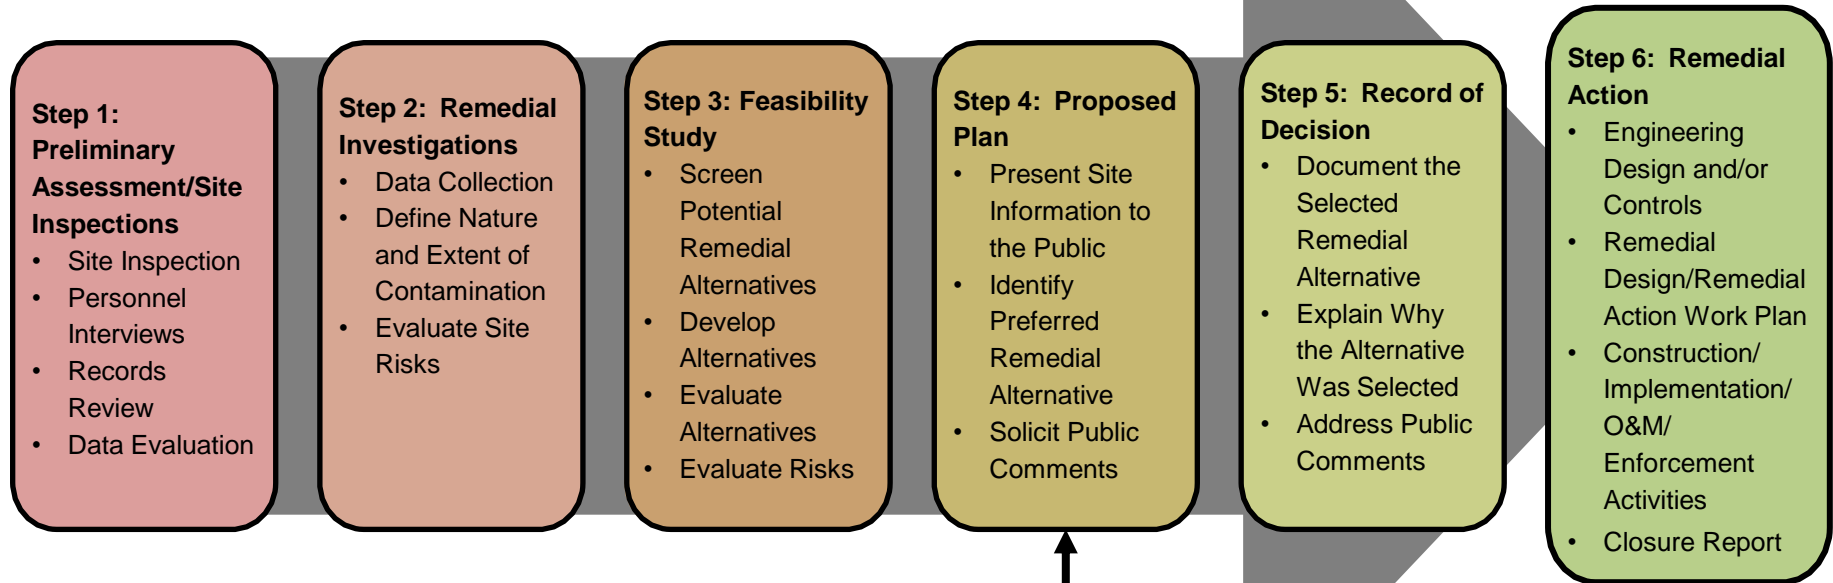 Step 1:
Preliminary
Assessment/Site
Inspections
• Site Inspection
• Personnel
Interviews
• Records
Review
• Data Evaluation
Step 2: Remedial
Investigations
• Data Collection
• Define Nature
and Extent of
Contamination
• Evaluate Site
Risks
Step 3: Feasibility
Study
• Screen
Potential
Remedial
Alternatives
• Develop
Alternatives
• Evaluate
Alternatives
• Evaluate Risks
Step 4: Proposed
Plan
• Present Site
Information to
the Public
• Identify
Preferred
Remedial
Alternative
• Solicit Public
Comments
Step 5: Record of
Decision
• Document the
Selected
Remedial
Alternative
• Explain Why
the Alternative
Was Selected
• Address Public
Comments
Step 6: Remedial
Action
• Engineering
Design and/or
Controls
• Remedial
Design/Remedial
Action Work Plan
• Construction/
Implementation/
O&M/
Enforcement
Activities
• Closure Report